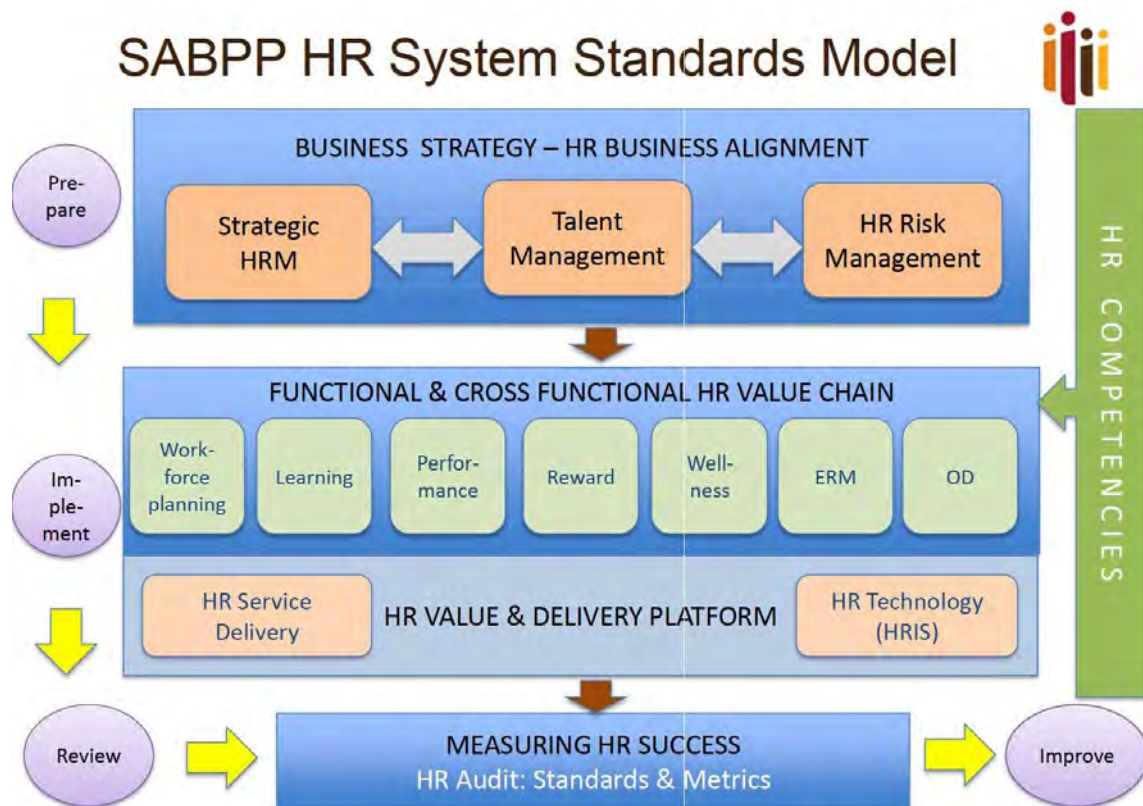 SABPP HR System Standards Model
BUSINESS STRATEGY – HR BUSINESS ALIGNMENT
Pre-
pare
Strategic
HRM
Talent
Management
HR Risk
Management
HR COMPETENCIES
FUNCTIONAL & CROSS FUNCTIONAL HR VALUE CHAIN
Im-
ple-
ment
Work-
force
planning
Learning
Perfor-
mance
Reward
Well-
ness
ERM
OD
HR Service
Delivery
HR VALUE & DELIVERY PLATFORM
HR Technology
(HRIS)
Review
MEASURING HR SUCCESS
HR Audit: Standards & Metrics
Improve